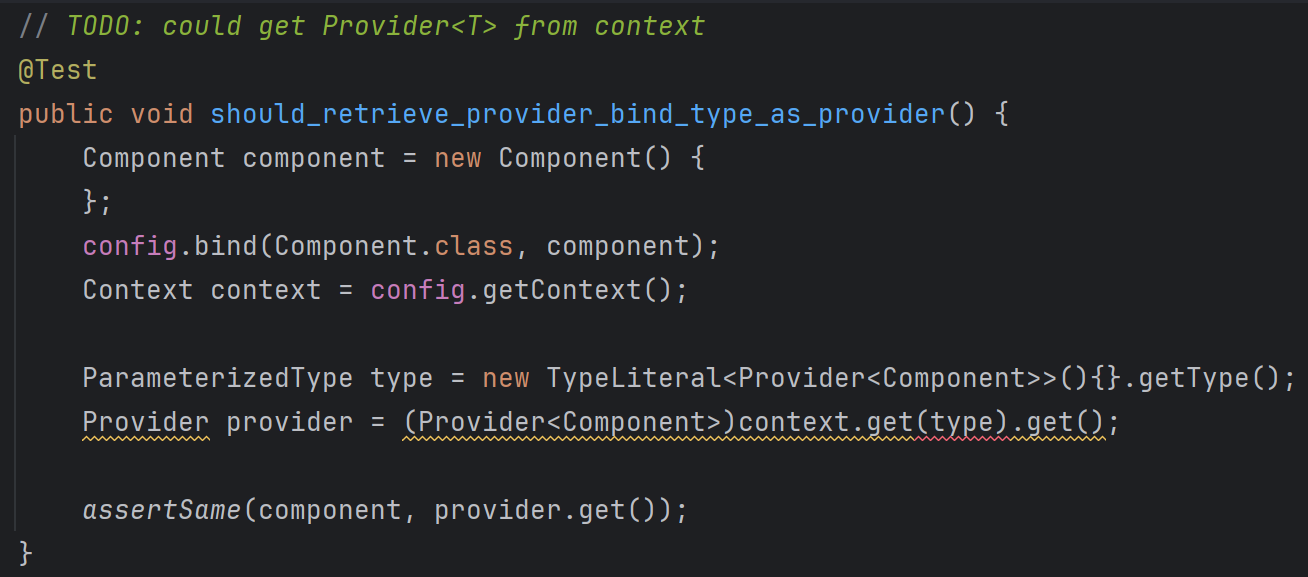 // TODO: could get Provider<T> from context
@Test
public void should_retrieve_provider_bind_type_as_provider() {
    Component component = new Component() {
    };
    config.bind(Component.class, component);
    Context context = config.getContext();

    ParameterizedType type = new TypeLiteral<Provider<Component>>(){}.getType();
    Provider provider = (Provider<Component>)context.get(type).get();

    assertSame(component, provider.get());
}